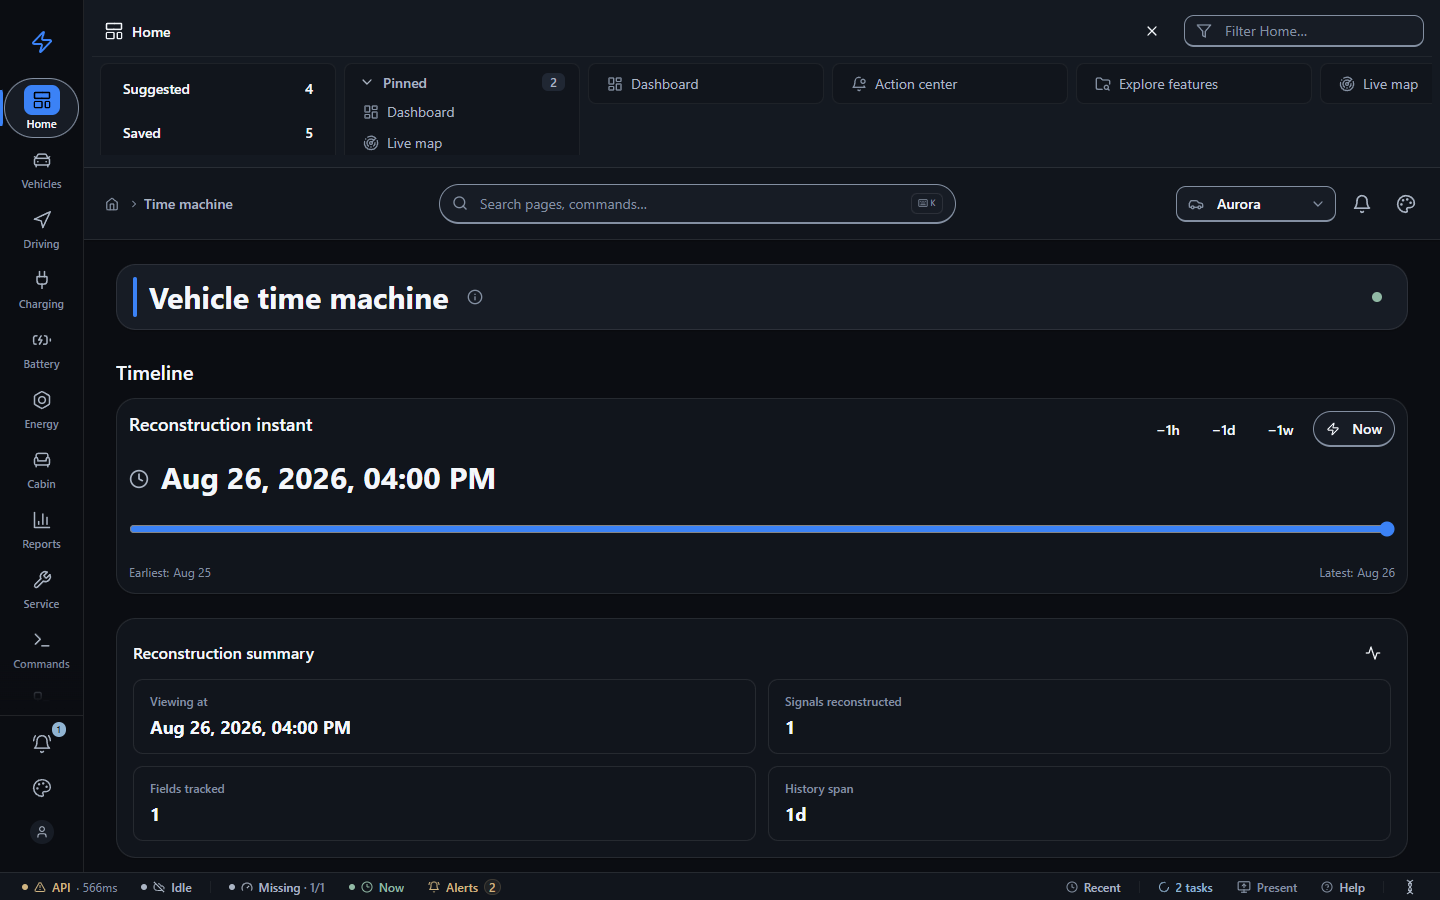 Home
Filter Home...
Suggested 4
Saved 5
Pinned 2
Dashboard
Live map
Dashboard
Action center
Explore features
Live map
Home
Vehicles
Driving
Charging
Battery
Energy
Cabin
Reports
Service
Commands
1
Time machine
Search pages, commands...
K
Aurora
Vehicle time machine
Timeline
Reconstruction instant
−1h −1d −1w Now
Aug 26, 2026, 04:00 PM
Earliest: Aug 25 Latest: Aug 26
Reconstruction summary
Viewing at
Aug 26, 2026, 04:00 PM
Signals reconstructed
1
Fields tracked
1
History span
1d
API · 566ms Idle Missing · 1/1 Now Alerts 2 Recent 2 tasks Present Help